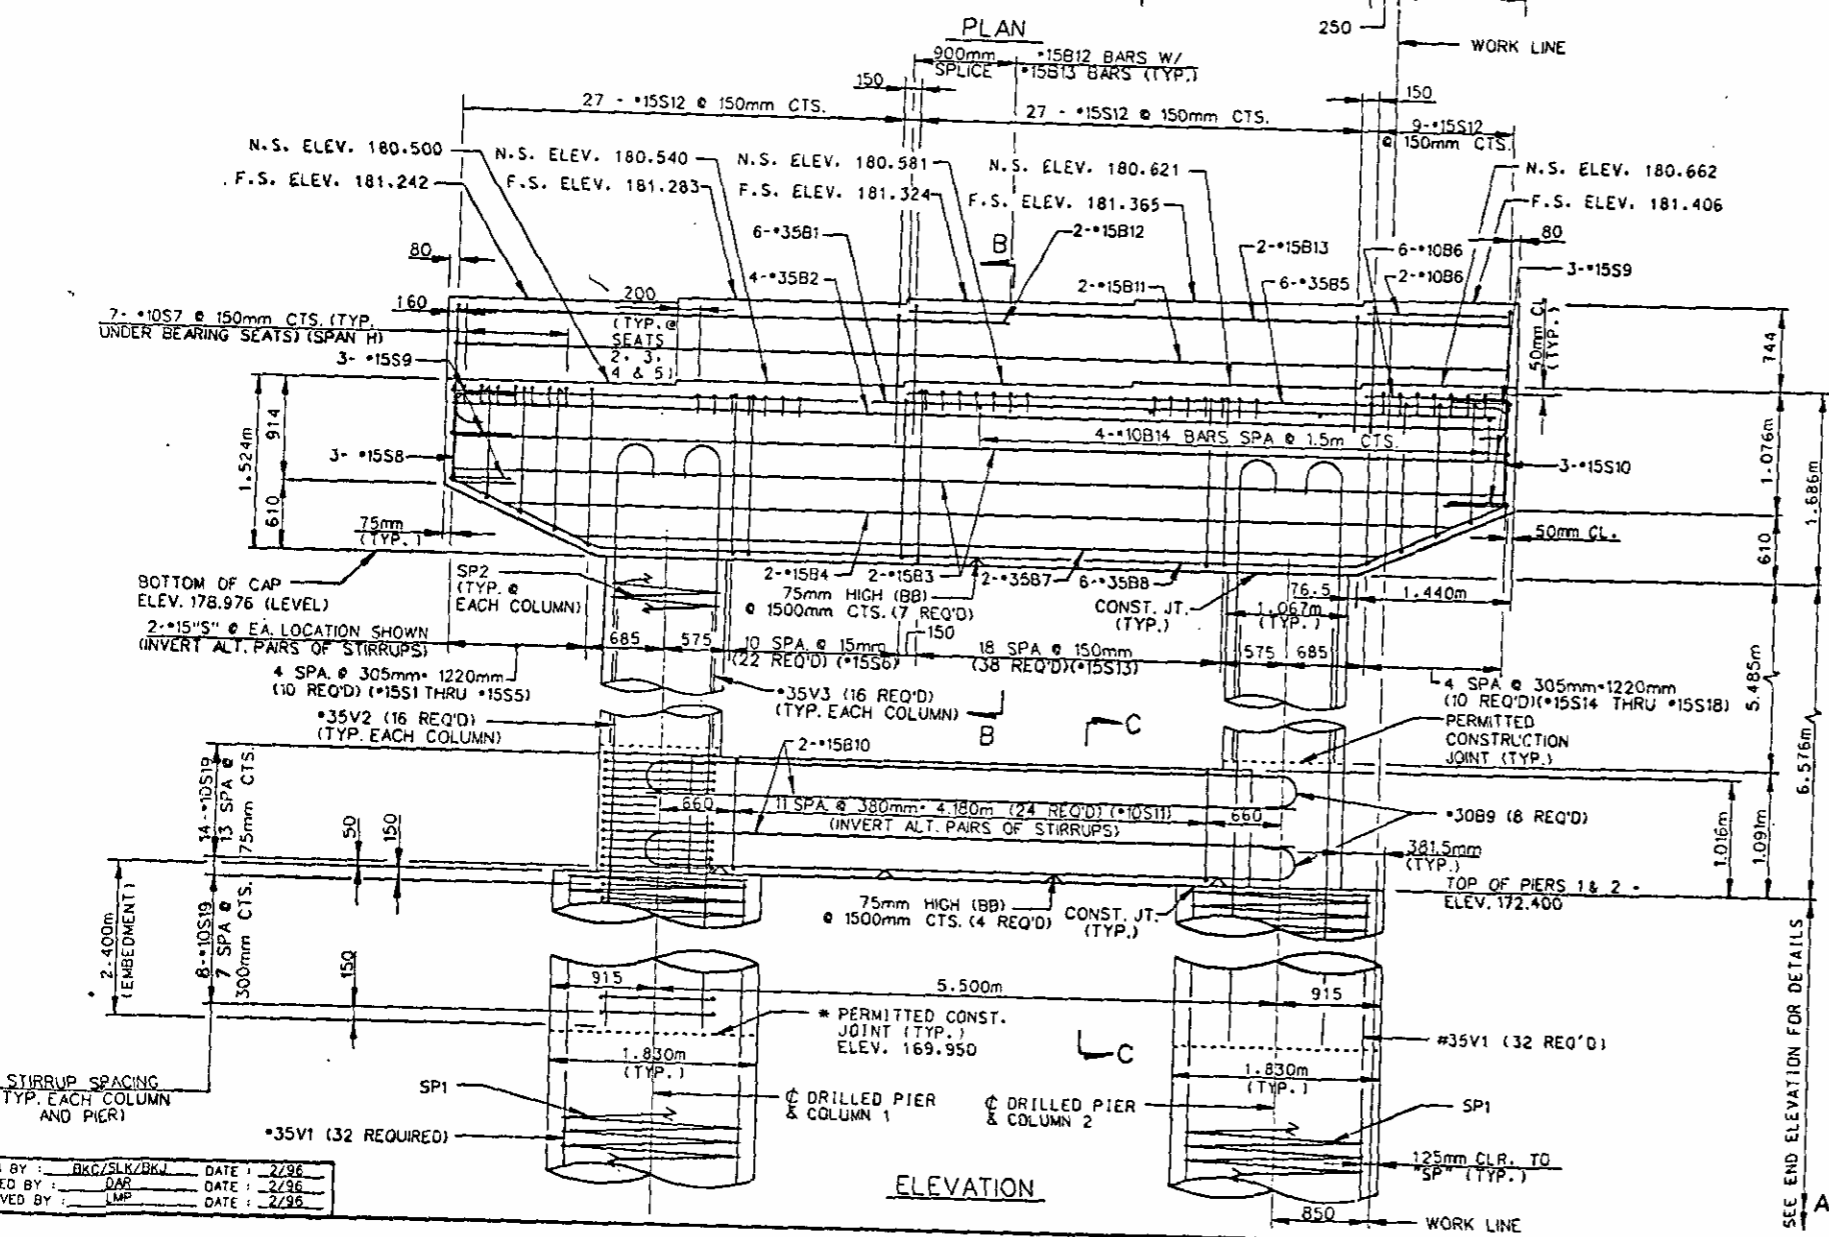 PLAN
250
WORK LINE
900mm
SPLICE
•15B12 BARS W/
•15B13 BARS (TYP.)
150
150
27 - •15S12 @ 150mm CTS.
27 - •15S12 @ 150mm CTS.
9-•15S12
@ 150mm CTS.
N.S. ELEV. 180.500
N.S. ELEV. 180.540
N.S. ELEV. 180.581
N.S. ELEV. 180.621
N.S. ELEV. 180.662
F.S. ELEV. 181.242
F.S. ELEV. 181.283
F.S. ELEV. 181.324
F.S. ELEV. 181.365
F.S. ELEV. 181.406
6-•35B1
B
2-•15B12
2-•15B13
6-•10B6
80
80
4-•35B2
2-•15B11
6-•35B5
2-•10B6
3-•15S9
160
200
(TYP. @
SEATS
2, 3,
4 & 5)
7- •10S7 @ 150mm CTS. (TYP.
UNDER BEARING SEATS) (SPAN H)
3- •15S9
50mm CL
(TYP.)
744
1.524m
914
610
3- •15S8
4-•10B14 BARS SPA @ 1.5m CTS.
3-•15S10
1.076m
1.686m
610
75mm
(TYP.)
50mm CL.
BOTTOM OF CAP
ELEV. 178.976 (LEVEL)
SP2
(TYP. @
EACH COLUMN)
2-•15B4
2-•15B3
2-•35B7
6-•35B8
75mm HIGH (BB)
@ 1500mm CTS. (7 REQ'D)
CONST. JT.
(TYP.)
76.5
1.440m
1.067m
(TYP.)
2-•15"S" @ EA. LOCATION SHOWN
(INVERT ALT. PAIRS OF STIRRUPS)
685
575
10 SPA. @ 15mm
(22 REQ'D) (•15S6)
150
18 SPA @ 150mm
(38 REQ'D)(•15S13)
575
685
4 SPA. @ 305mm• 1220mm
(10 REQ'D) (•15S1 THRU •15S5)
4 SPA @ 305mm•1220mm
(10 REQ'D)(•15S14 THRU •15S18)
5.485m
•35V3 (16 REQ'D)
(TYP. EACH COLUMN)
•35V2 (16 REQ'D)
(TYP. EACH COLUMN)
B
C
PERMITTED
CONSTRUCTION
JOINT (TYP.)
2-•15B10
14-•10S19
13 SPA @
75mm CTS.
660
11 SPA. @ 380mm• 4.180m (24 REQ'D) (•10S11)
(INVERT ALT. PAIRS OF STIRRUPS)
660
•30B9 (8 REQ'D)
6.576m
1.016m
1.091m
50
150
381.5mm
(TYP.)
TOP OF PIERS 1 & 2 -
ELEV. 172.400
75mm HIGH (BB)
@ 1500mm CTS. (4 REQ'D)
CONST. JT.
(TYP.)
2.400m
(EMBEDMENT)
8-•10S19
7 SPA @
300mm CTS.
150
915
5.500m
915
* PERMITTED CONST.
JOINT (TYP.)
ELEV. 169.950
C
#35V1 (32 REQ'D)
1.830m
(TYP.)
1.830m
(TYP.)
STIRRUP SPACING
TYP. EACH COLUMN
AND PIER)
SP1
℄ DRILLED PIER
& COLUMN 1
℄ DRILLED PIER
& COLUMN 2
SP1
•35V1 (32 REQUIRED)
125mm CLR. TO
"SP" (TYP.)
SEE END ELEVATION FOR DETAILS
A
BY : BKC/SLK/BKJ DATE : 2/96
ED BY : DAR DATE : 2/96
VED BY : LMP DATE : 2/96
ELEVATION
850
WORK LINE